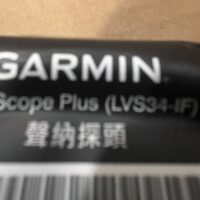 GARMIN.
Scope Plus (LVS34-IF)
聲納探頭